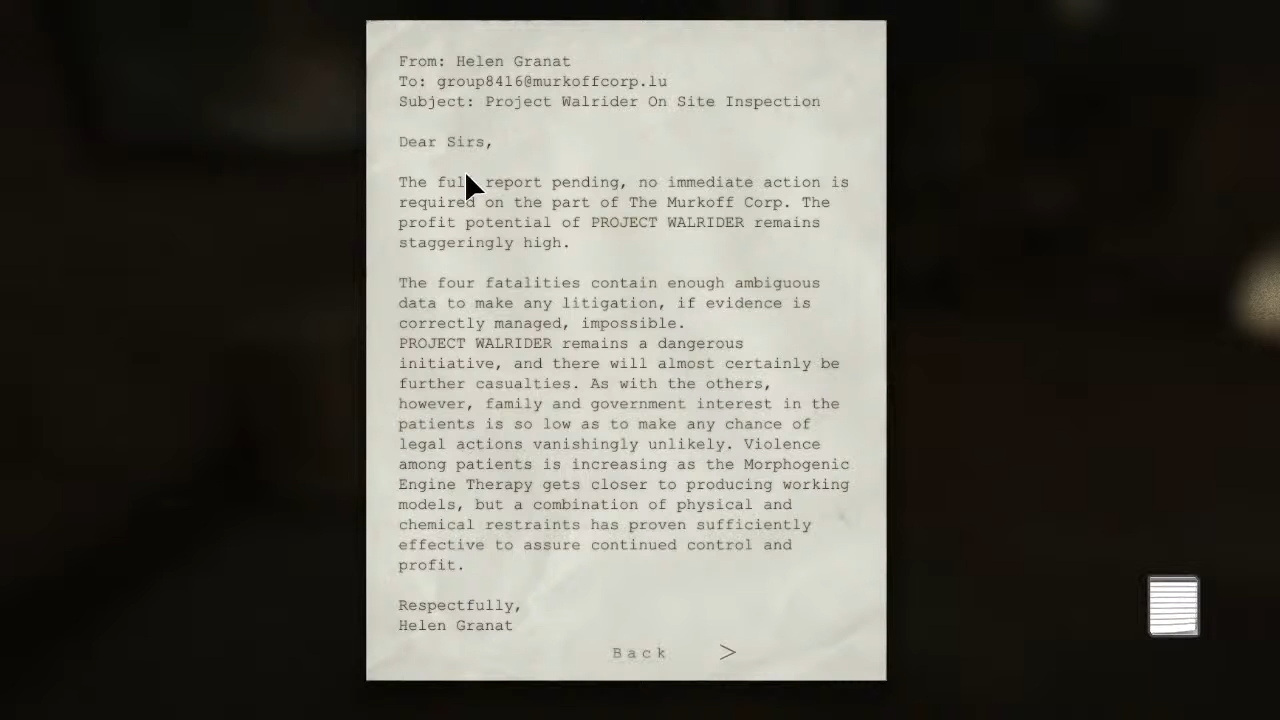 From: Helen Granat
To: group8416@murkoffcorp.lu
Subject: Project Walrider On Site Inspection
Dear Sirs,
The full report pending, no immediate action is
required on the part of The Murkoff Corp. The
profit potential of PROJECT WALRIDER remains
staggeringly high.
The four fatalities contain enough ambiguous
data to make any litigation, if evidence is
correctly managed, impossible.
PROJECT WALRIDER remains a dangerous
initiative, and there will almost certainly be
further casualties. As with the others,
however, family and government interest in the
patients is so low as to make any chance of
legal actions vanishingly unlikely. Violence
among patients is increasing as the Morphogenic
Engine Therapy gets closer to producing working
models, but a combination of physical and
chemical restraints has proven sufficiently
effective to assure continued control and
profit.
Respectfully,
Helen Granat
Back >